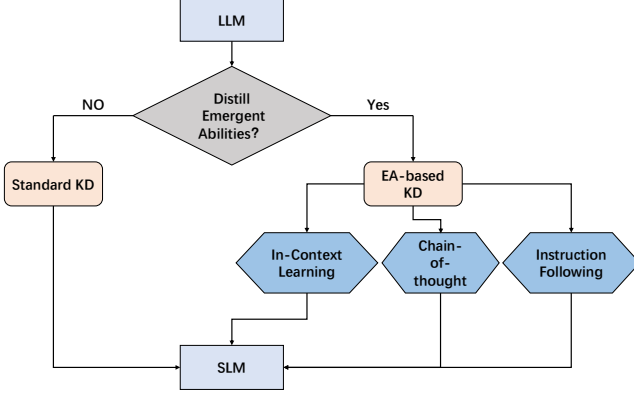 LLM
Distill
Emergent
Abilities?
NO
Yes
Standard KD
EA-based
KD
In-Context
Learning
Chain-
of-
thought
Instruction
Following
SLM